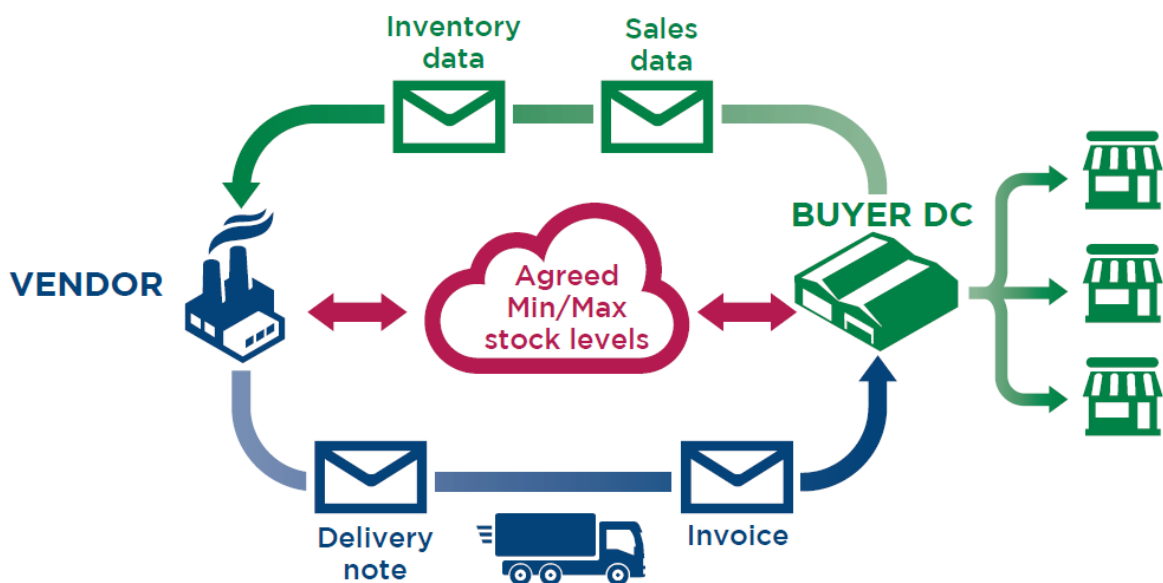 Inventory
data
Sales
data
BUYER DC
VENDOR
Agreed
Min/Max
stock levels
Delivery
note
Invoice